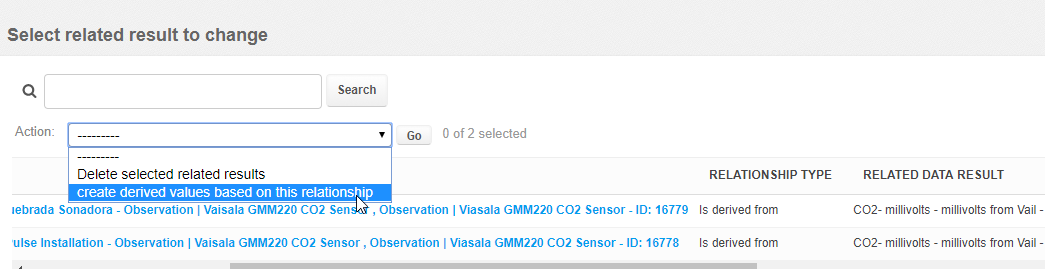 Select related result to change
Search
Action: --------- Go 0 of 2 selected
---------
Delete selected related results
create derived values based on this relationship
RELATIONSHIP TYPE RELATED DATA RESULT
uebrada Sonadora - Observation | Vaisala GMM220 CO2 Sensor , Observation | Viasala GMM220 CO2 Sensor - ID: 16779 Is derived from CO2- millivolts - millivolts from Vail -
ulse Installation - Observation | Vaisala GMM220 CO2 Sensor , Observation | Viasala GMM220 CO2 Sensor - ID: 16778 Is derived from CO2- millivolts - millivolts from Vail -